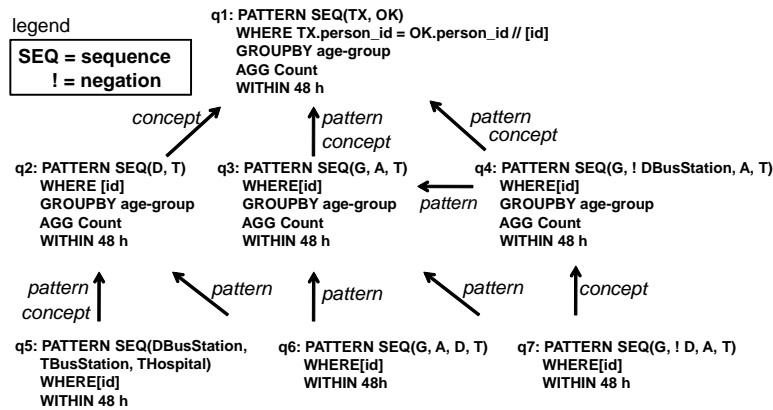 legend
SEQ = sequence
! = negation
q1: PATTERN SEQ(TX, OK)
WHERE TX.person_id = OK.person_id // [id]
GROUPBY age-group
AGG Count
WITHIN 48 h
concept
pattern
concept
pattern
concept
q2: PATTERN SEQ(D, T)
WHERE [id]
GROUPBY age-group
AGG Count
WITHIN 48 h
q3: PATTERN SEQ(G, A, T)
WHERE[id]
GROUPBY age-group
AGG Count
WITHIN 48 h
pattern
q4: PATTERN SEQ(G, ! DBusStation, A, T)
WHERE[id]
GROUPBY age-group
AGG Count
WITHIN 48 h
pattern
concept
pattern
pattern
pattern
concept
q5: PATTERN SEQ(DBusStation,
TBusStation, THospital)
WHERE[id]
WITHIN 48 h
q6: PATTERN SEQ(G, A, D, T)
WHERE[id]
WITHIN 48h
q7: PATTERN SEQ(G, ! D, A, T)
WHERE[id]
WITHIN 48 h